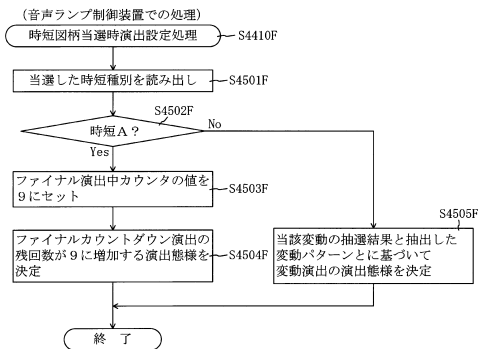 （音声ランプ制御装置での処理）
時短図柄当選時演出設定処理
S4410F
当選した時短種別を読み出し
S4501F
S4502F
時短A？
No
Yes
ファイナル演出中カウンタの値を
９にセット
S4503F
S4505F
ファイナルカウントダウン演出の
残回数が９に増加する演出態様を
決定
S4504F
当該変動の抽選結果と抽出した
変動パターンとに基づいて
変動演出の演出態様を決定
終　了